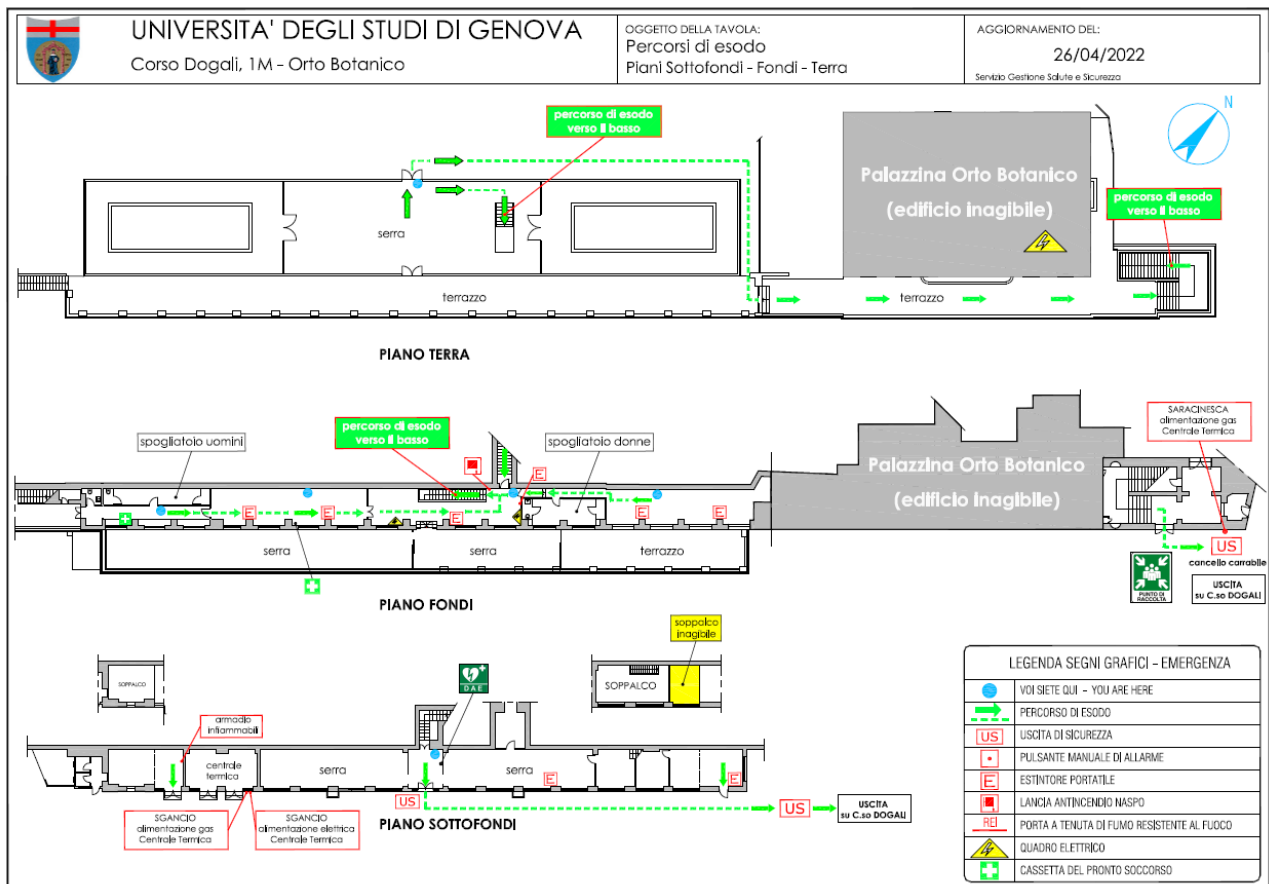 UNIVERSITA' DEGLI STUDI DI GENOVA
Corso Dogali, 1M - Orto Botanico
OGGETTO DELLA TAVOLA:
Percorsi di esodo
Piani Sottofondi - Fondi - Terra
AGGIORNAMENTO DEL:
26/04/2022
Servizio Gestione Salute e Sicurezza
N
percorso di esodo
verso il basso
Palazzina Orto Botanico
(edificio inagibile)
percorso di esodo
verso il basso
serra
terrazzo
terrazzo
PIANO TERRA
SARACINESCA
alimentazione gas
Centrale Termica
percorso di esodo
verso il basso
spogliatoio uomini
spogliatoio donne
Palazzina Orto Botanico
(edificio inagibile)
E
E
E
E
E
E
serra
serra
terrazzo
US
cancello carrabile
PUNTO DI
RACCOLTA
USCITA
su C.so DOGALI
PIANO FONDI
soppalco
inagibile
SOPPALCO
DAE
SOPPALCO
armadio
infiammabili
centrale
termica
serra
serra
E
E
US
US
USCITA
su C.so DOGALI
SGANCIO
alimentazione gas
Centrale Termica
SGANCIO
alimentazione elettrica
Centrale Termica
PIANO SOTTOFONDI
LEGENDA SEGNI GRAFICI - EMERGENZA
VOI SIETE QUI - YOU ARE HERE
PERCORSO DI ESODO
US USCITA DI SICUREZZA
PULSANTE MANUALE DI ALLARME
E ESTINTORE PORTATILE
LANCIA ANTINCENDIO NASPO
REI PORTA A TENUTA DI FUMO RESISTENTE AL FUOCO
QUADRO ELETTRICO
CASSETTA DEL PRONTO SOCCORSO